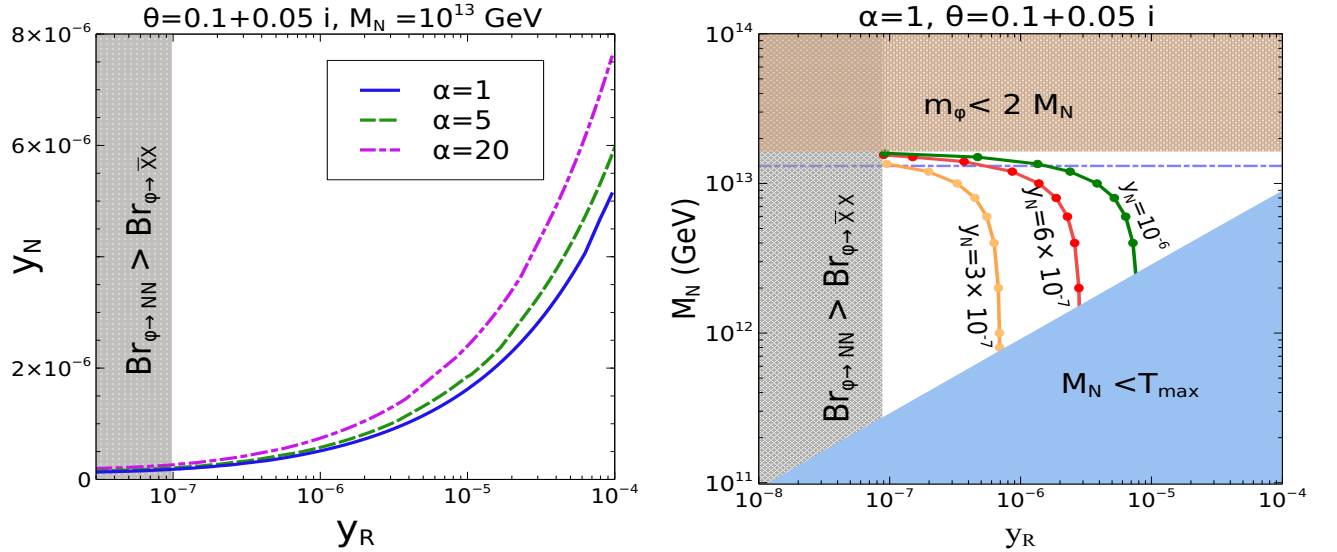 θ=0.1+0.05 i, M_N =10^13 GeV
8×10^-6
6×10^-6
2×10^-6
0
y_N
Br_φ→ NN > Br_φ→ X̅X
α=1
α=5
α=20
10^-7
10^-6
10^-5
10^-4
y_R
α=1, θ=0.1+0.05 i
10^14
10^13
10^12
10^11
M_N (GeV)
m_φ< 2 M_N
Br_φ→ NN > Br_φ→ X̅ X
y_N=3× 10^-7
y_N=6× 10^-7
y_N=10^-6
M_N <T_max
10^-8
10^-7
10^-6
10^-5
10^-4
y_R